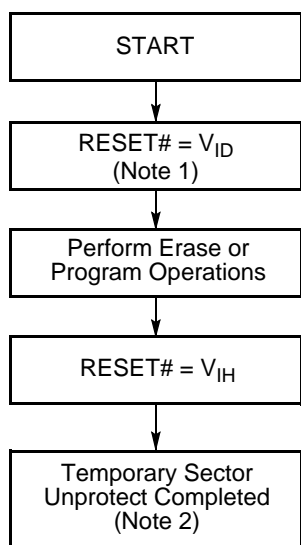 START
RESET# = VID
(Note 1)
Perform Erase or
Program Operations
RESET# = VIH
Temporary Sector
Unprotect Completed
(Note 2)